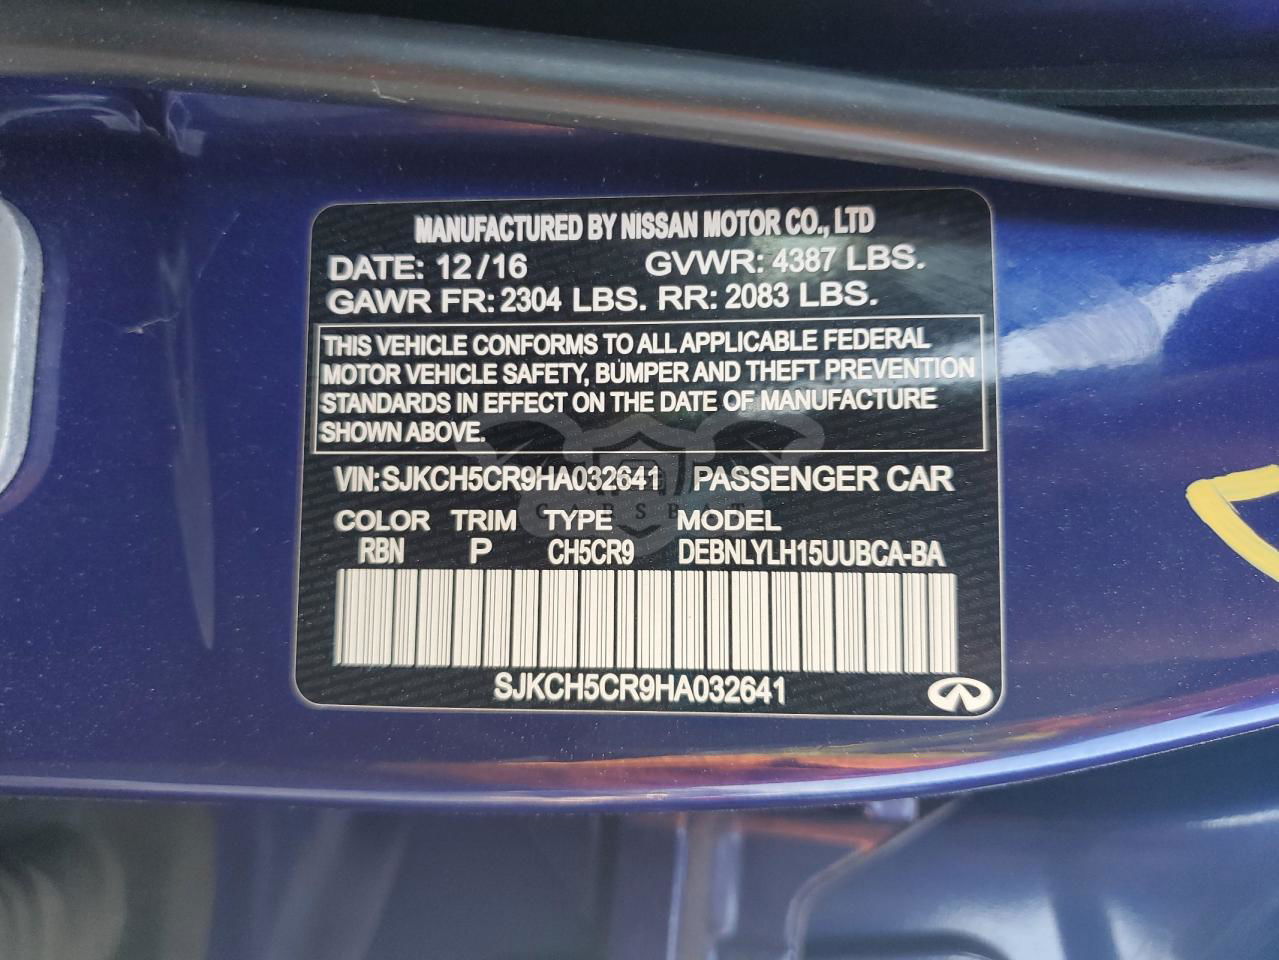 MANUFACTURED BY NISSAN MOTOR CO., LTD
DATE: 12/16 GVWR: 4387 LBS.
GAWR FR: 2304 LBS. RR: 2083 LBS.
THIS VEHICLE CONFORMS TO ALL APPLICABLE FEDERAL
MOTOR VEHICLE SAFETY, BUMPER AND THEFT PREVENTION
STANDARDS IN EFFECT ON THE DATE OF MANUFACTURE
SHOWN ABOVE.
VIN: SJKCH5CR9HA032641 PASSENGER CAR
CARSBAT
COLOR TRIM TYPE MODEL
RBN P CH5CR9 DEBNLYLH15UUBCA-BA
SJKCH5CR9HA032641